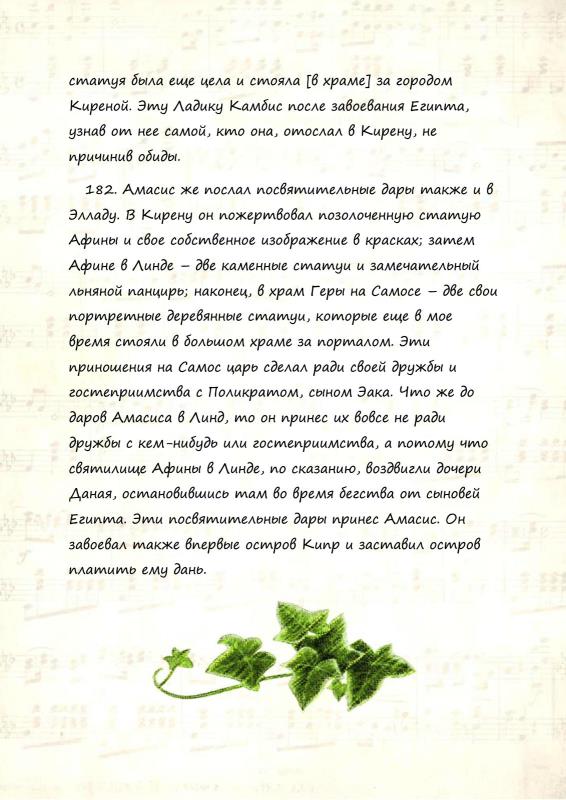 статуя была еще цела и стояла [в храме] за городом
Киреной. Эту Ладику Камбис после завоевания Египта,
узнав от нее самой, кто она, отослал в Кирену, не
причинив обиды.
182. Амасис же послал посвятительные дары также и в
Элладу. В Кирену он пожертвовал позолоченную статую
Афины и свое собственное изображение в красках; затем
Афине в Линде – две каменные статуи и замечательный
льняной панцирь; наконец, в храм Геры на Самосе – две свои
портретные деревянные статуи, которые еще в мое
время стояли в большом храме за порталом. Эти
приношения на Самос царь сделал ради своей дружбы и
гостеприимства с Поликратом, сыном Эака. Что же до
даров Амасиса в Линд, то он принес их вовсе не ради
дружбы с кем-нибудь или гостеприимства, а потому что
святилище Афины в Линде, по сказанию, воздвигли дочери
Даная, остановившись там во время бегства от сыновей
Египта. Эти посвятительные дары принес Амасис. Он
завоевал также впервые остров Кипр и заставил остров
платить ему дань.